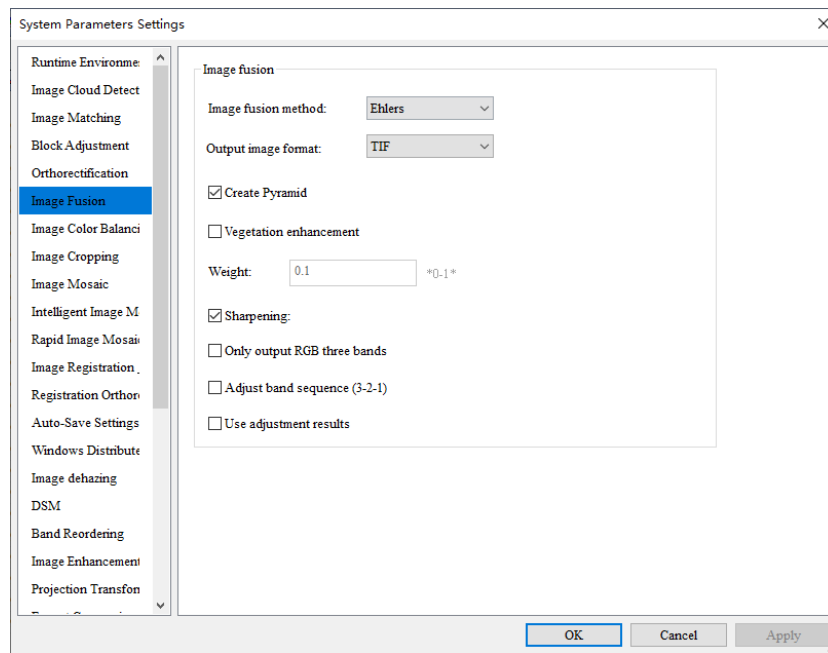 System Parameters Settings
Runtime Environme
Image Cloud Detect
Image Matching
Block Adjustment
Orthorectification
Image Fusion
Image Color Balanci
Image Cropping
Image Mosaic
Intelligent Image M
Rapid Image Mosai
Image Registration
Registration Orthor
Auto-Save Settings
Windows Distribute
Image dehazing
DSM
Band Reordering
Image Enhancement
Projection Transfor
Image fusion
Image fusion method: Ehlers
Output image format: TIF
Create Pyramid
Vegetation enhancement
Weight: 0.1 *0-1*
Sharpening:
Only output RGB three bands
Adjust band sequence (3-2-1)
Use adjustment results
OK Cancel Apply